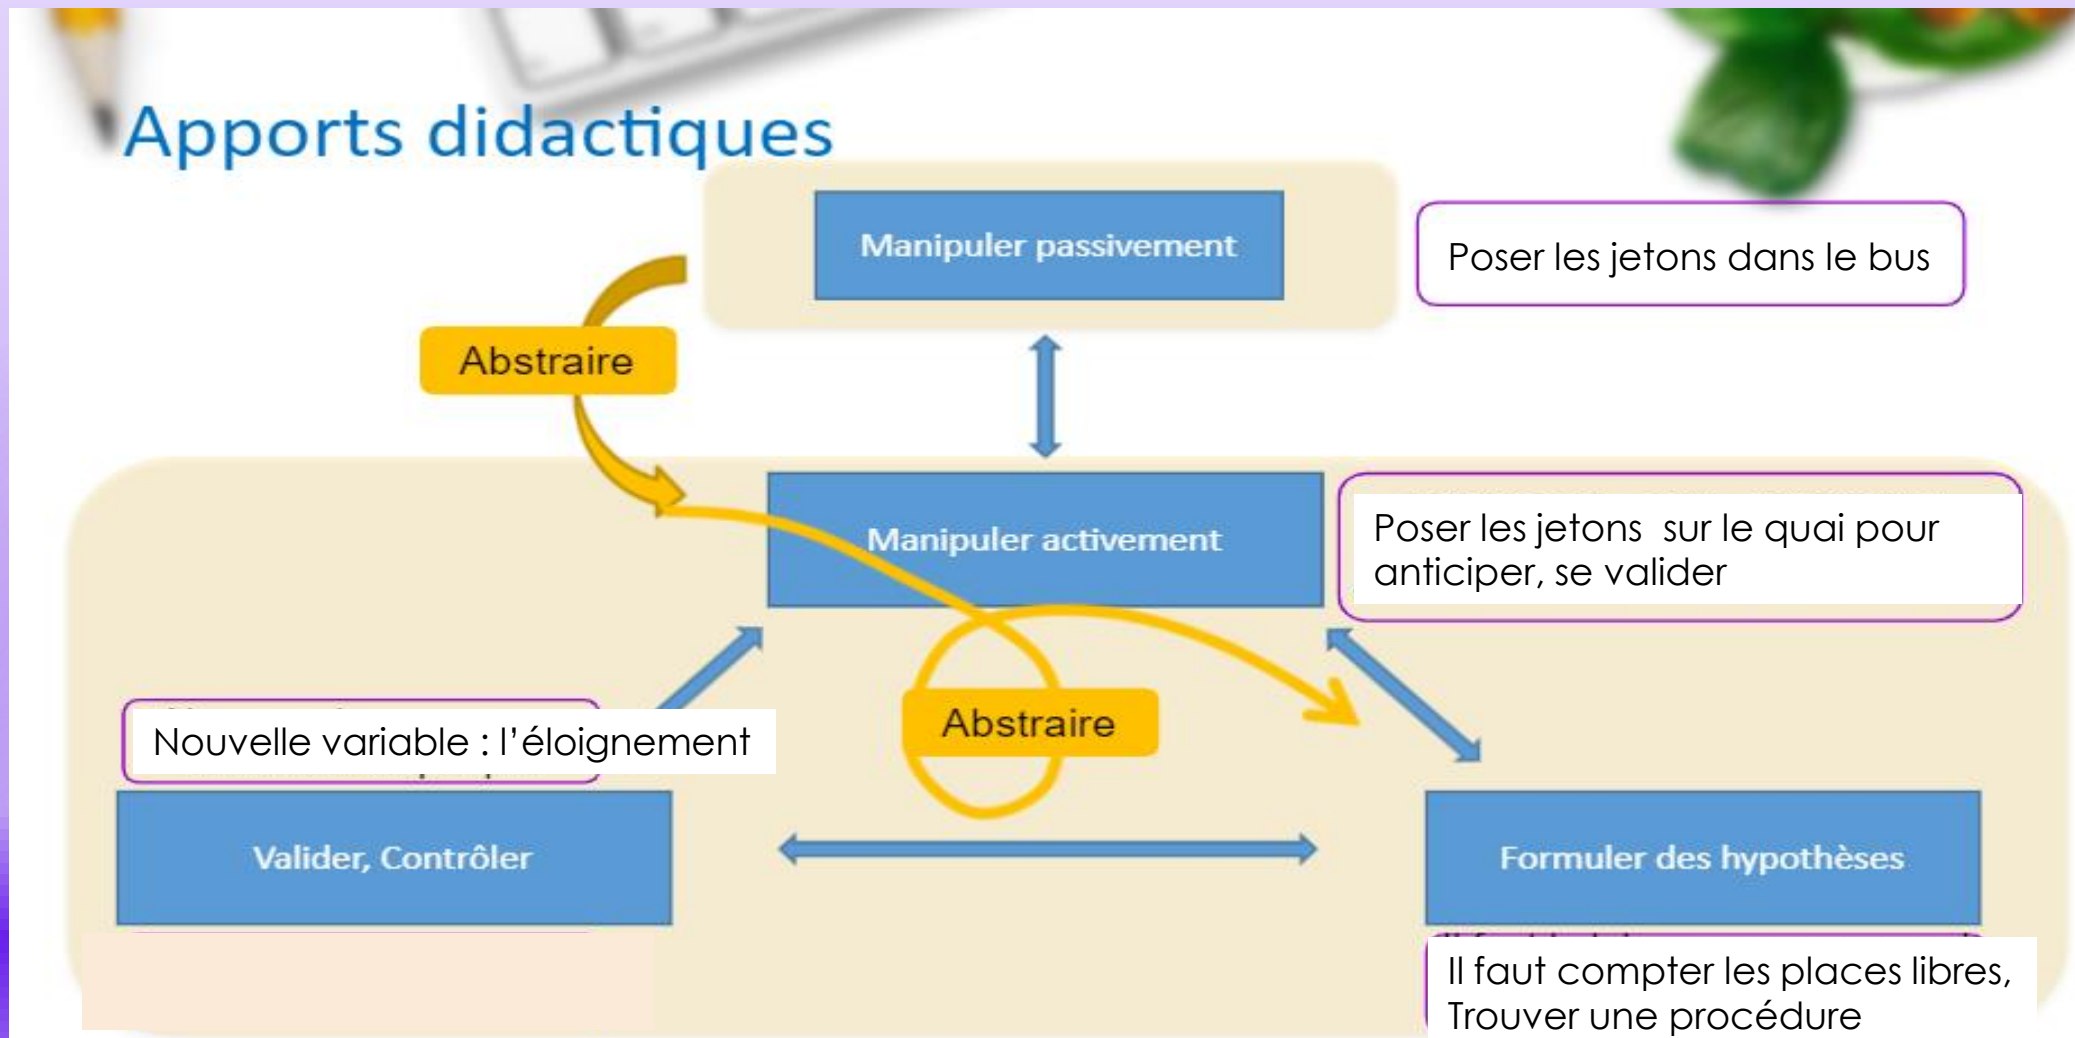 Apports didactiques
Manipuler passivement
Poser les jetons dans le bus
Abstraire
Manipuler activement
Poser les jetons sur le quai pour
anticiper, se valider
Nouvelle variable : l'éloignement
Abstraire
Valider, Contrôler
Formuler des hypothèses
Il faut compter les places libres,
Trouver une procédure